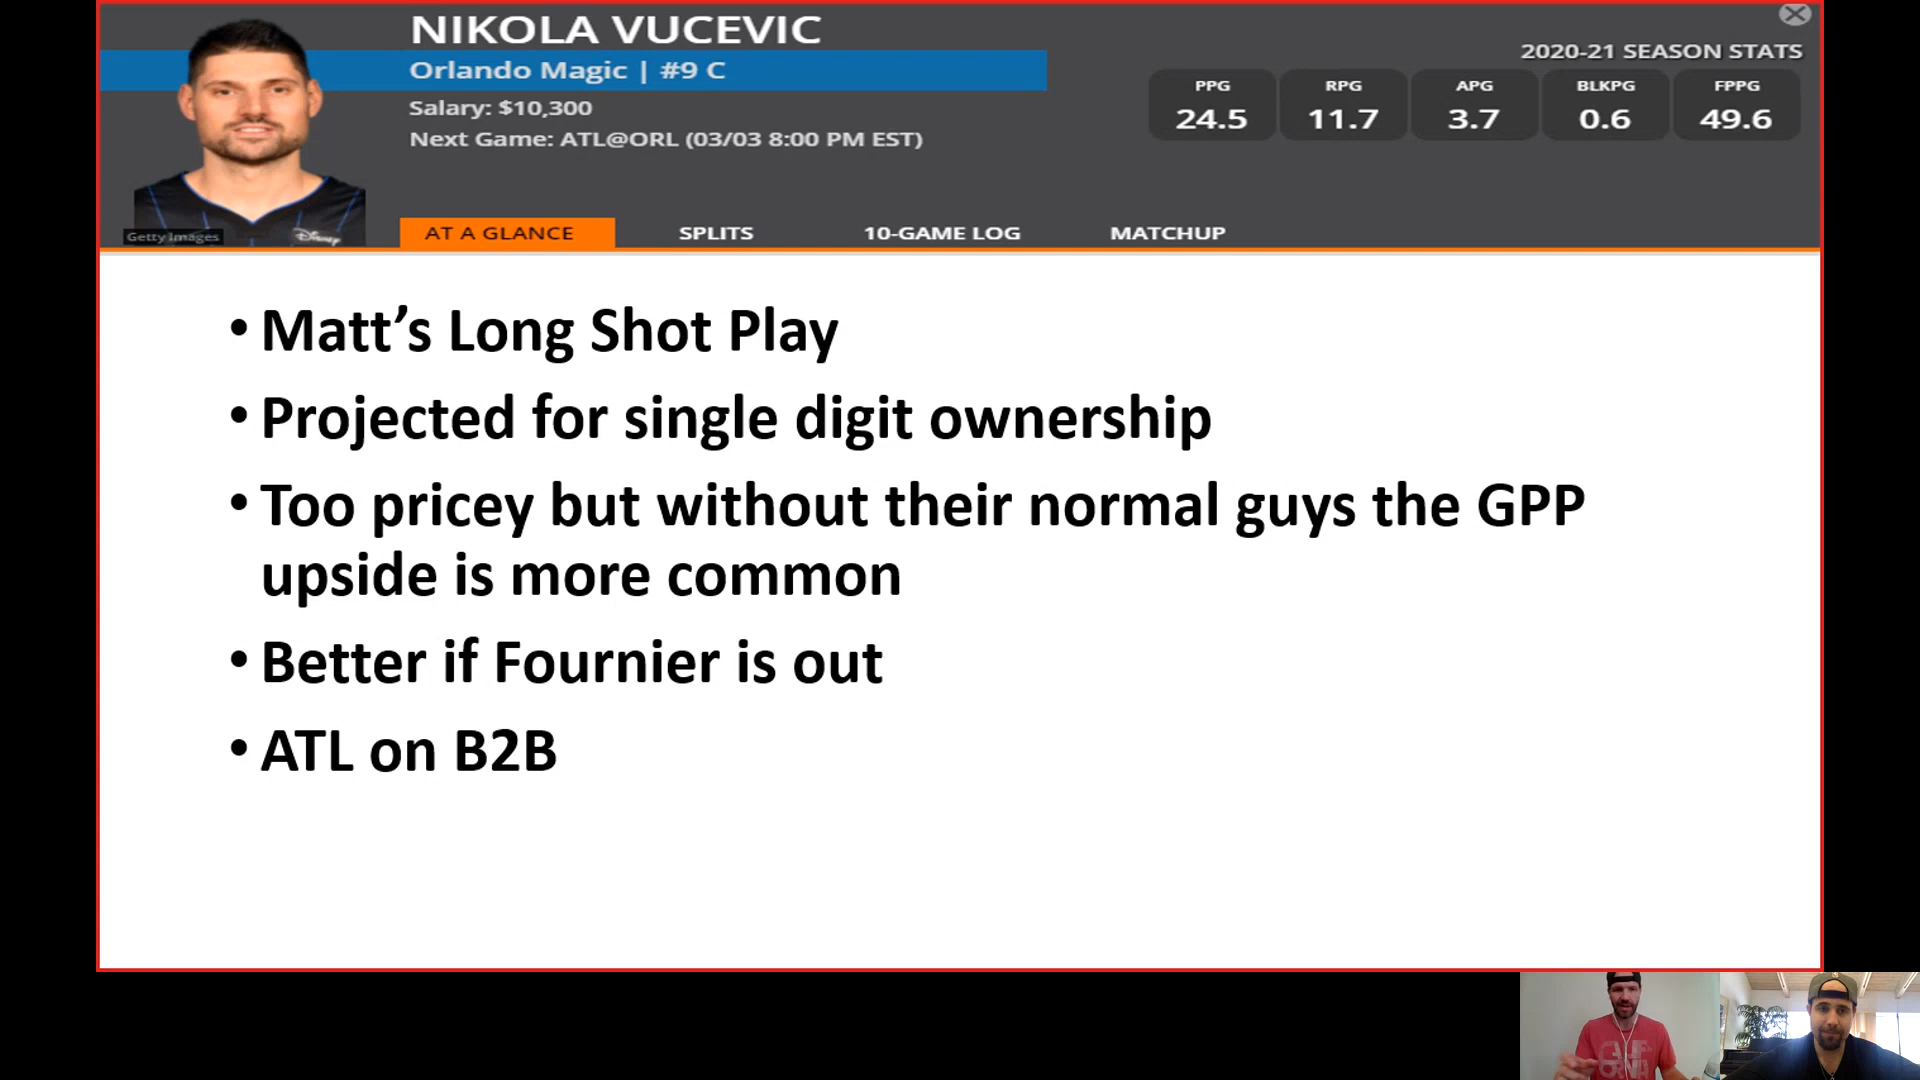 NIKOLA VUCEVIC
Orlando Magic | #9 C
Salary: $10,300
Next Game: ATL@ORL (03/03 8:00 PM EST)
2020-21 SEASON STATS
PPG RPG APG BLKPG FPPG
24.5 11.7 3.7 0.6 49.6
Getty Images
Disney
AT A GLANCE SPLITS 10-GAME LOG MATCHUP
• Matt’s Long Shot Play
• Projected for single digit ownership
• Too pricey but without their normal guys the GPP
upside is more common
• Better if Fournier is out
• ATL on B2B